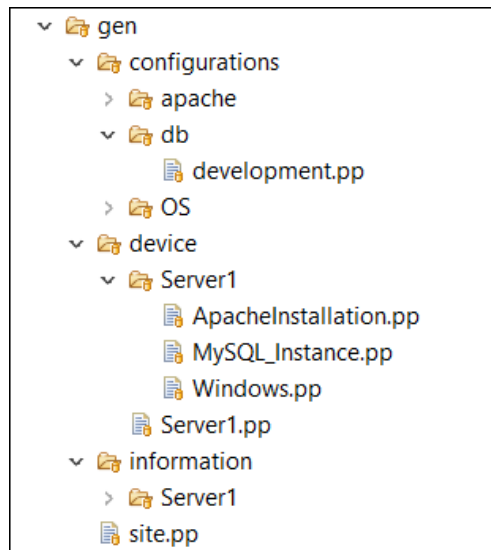 gen
configurations
apache
db
development.pp
OS
device
Server1
ApacheInstallation.pp
MySQL_Instance.pp
Windows.pp
Server1.pp
information
Server1
site.pp